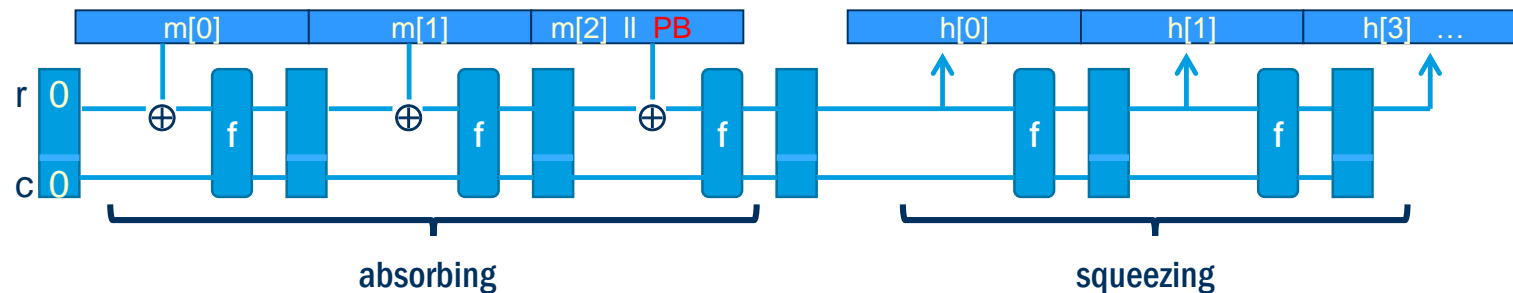 m[0] m[1] m[2] ll PB h[0] h[1] h[3] ...
r 0
f f f f f
c 0
absorbing squeezing